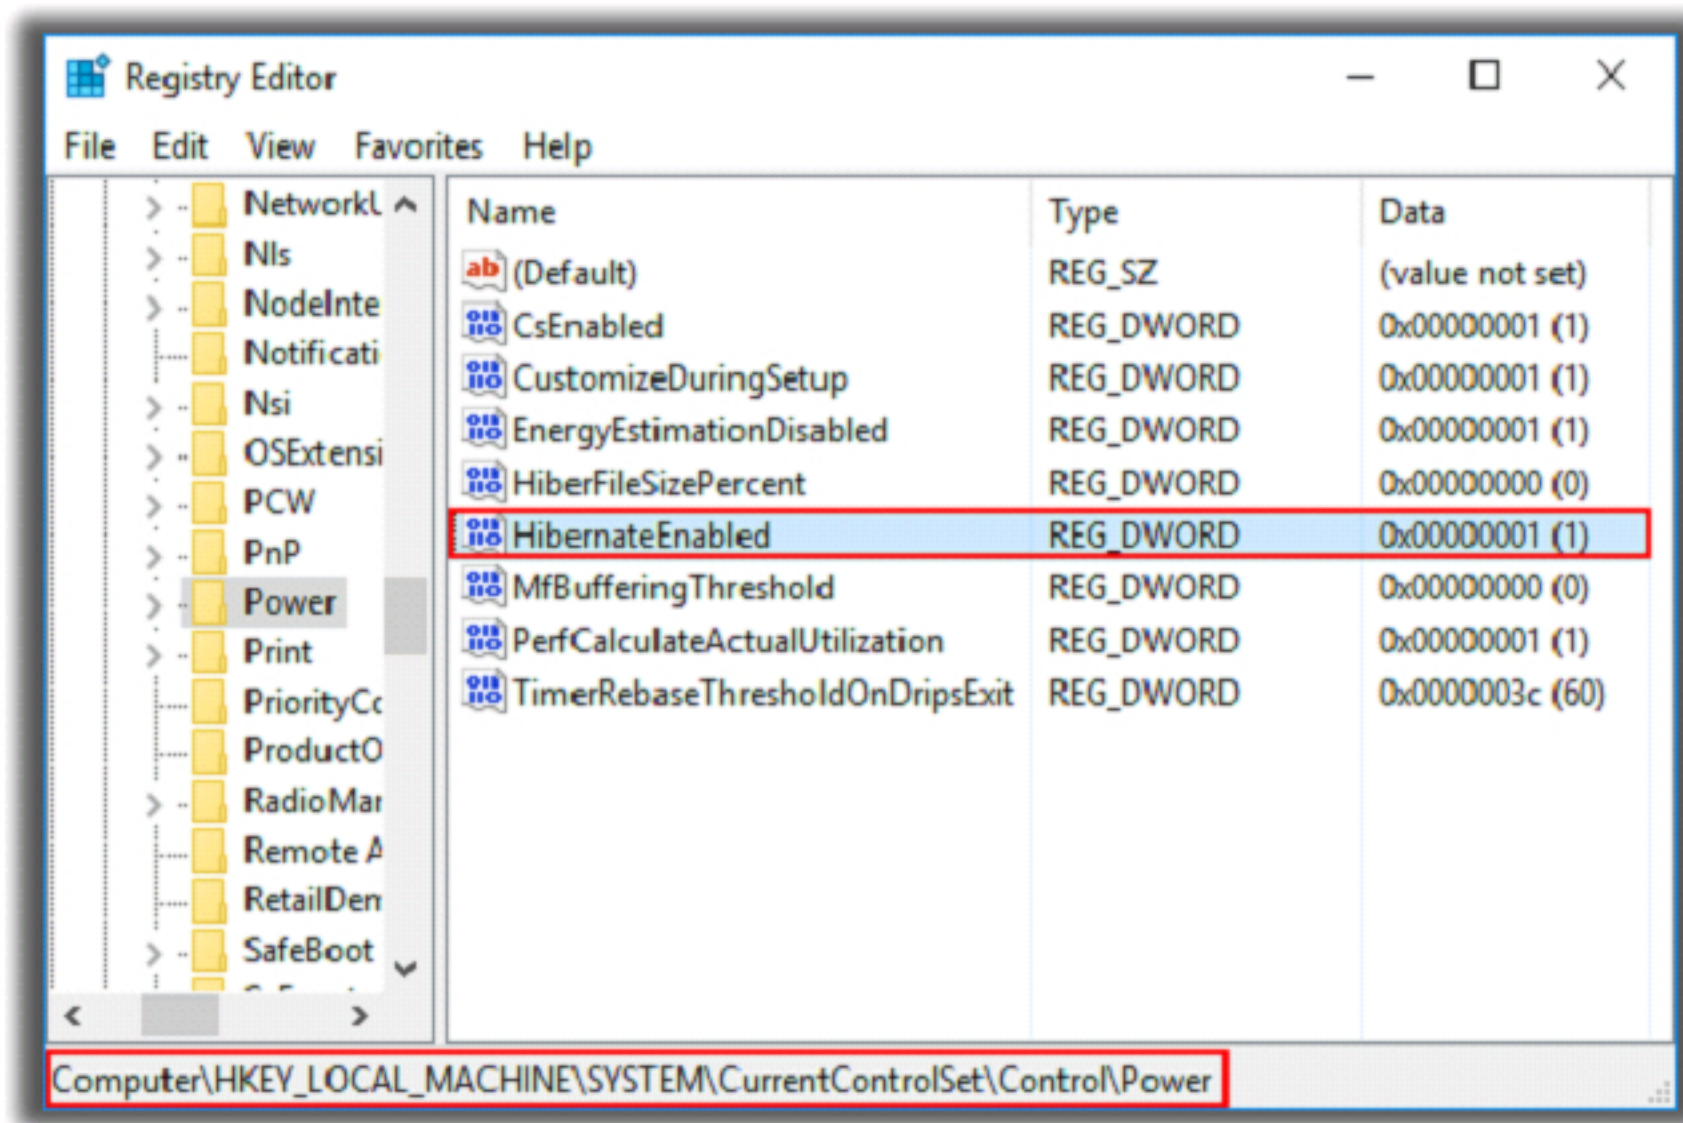 Registry Editor
File Edit View Favorites Help
NetworkU
Nls
NodeInte
Notificati
Nsi
OSExtensi
PCW
PnP
Power
Print
PriorityCo
ProductO
RadioMar
Remote A
RetailDem
SafeBoot
Name Type Data
(Default) REG_SZ (value not set)
CsEnabled REG_DWORD 0x00000001 (1)
CustomizeDuringSetup REG_DWORD 0x00000001 (1)
EnergyEstimationDisabled REG_DWORD 0x00000001 (1)
HiberFileSizePercent REG_DWORD 0x00000000 (0)
HibernateEnabled REG_DWORD 0x00000001 (1)
MfBufferingThreshold REG_DWORD 0x00000000 (0)
PerfCalculateActualUtilization REG_DWORD 0x00000001 (1)
TimerRebaseThresholdOnDripsExit REG_DWORD 0x0000003c (60)
Computer\HKEY_LOCAL_MACHINE\SYSTEM\CurrentControlSet\Control\Power